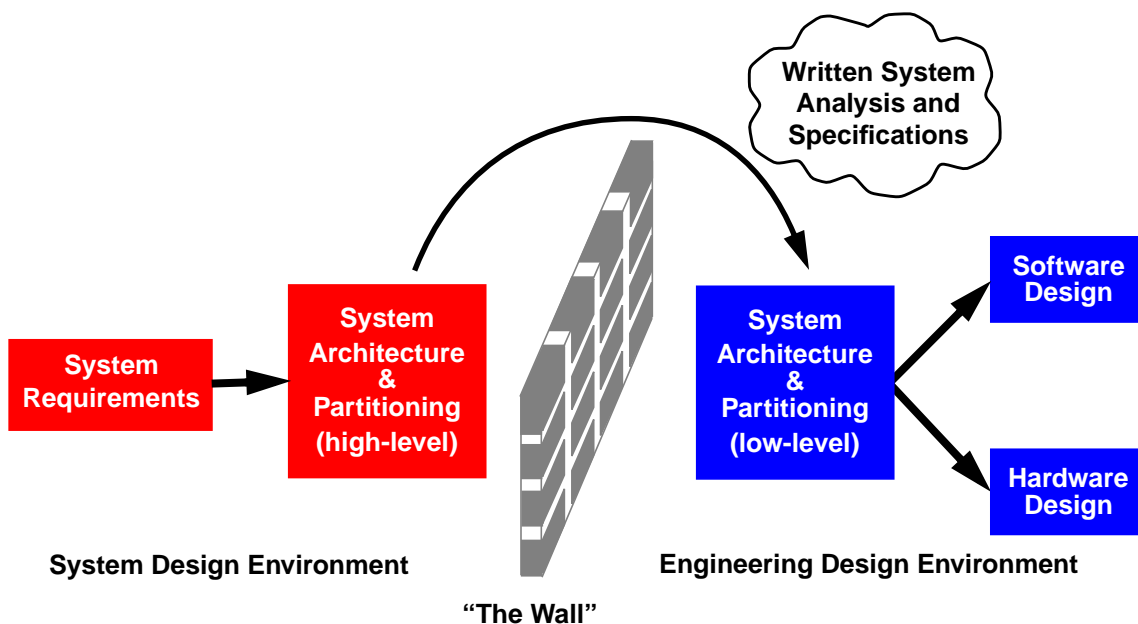 Written System
Analysis and
Specifications
System
Requirements
System
Architecture
&
Partitioning
(high-level)
System
Architecture
&
Partitioning
(low-level)
Software
Design
Hardware
Design
System Design Environment
“The Wall”
Engineering Design Environment